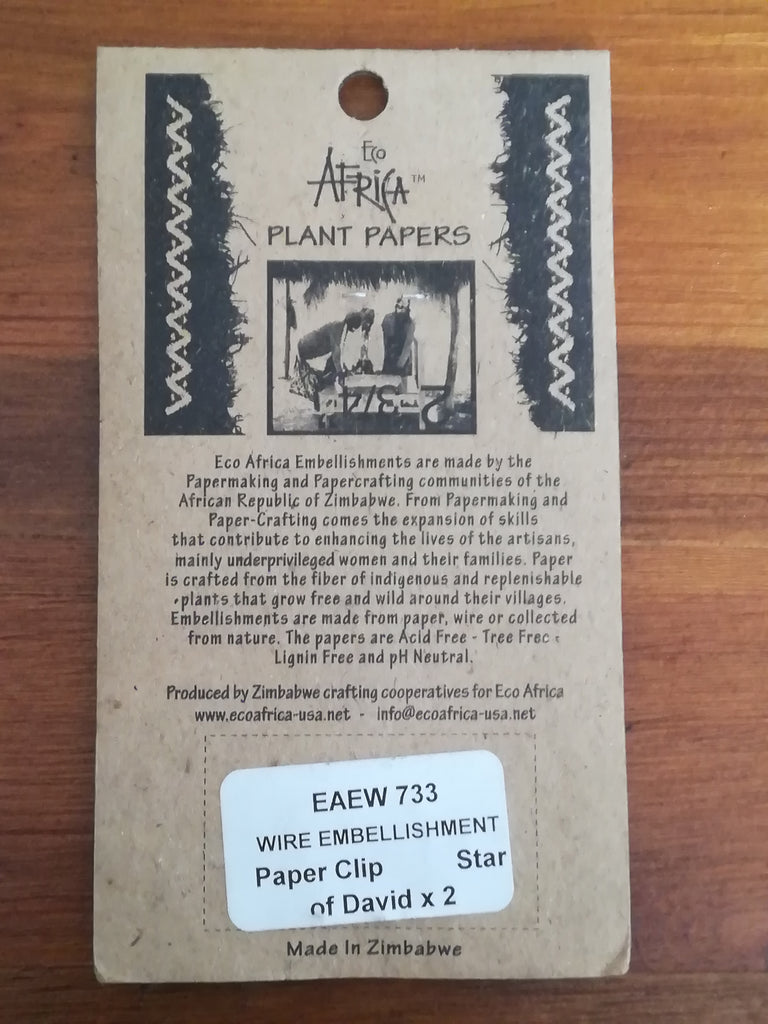 Eco
AFRICA™
PLANT PAPERS
2 3/4"
Eco Africa Embellishments are made by the
Papermaking and Papercrafting communities of the
African Republic of Zimbabwe. From Papermaking and
Paper-Crafting comes the expansion of skills
that contribute to enhancing the lives of the artisans,
mainly underprivileged women and their families. Paper
is crafted from the fiber of indigenous and replenishable
plants that grow free and wild around their villages.
Embellishments are made from paper, wire or collected
from nature. The papers are Acid Free - Tree Free -
Lignin Free and pH Neutral.
Produced by Zimbabwe crafting cooperatives for Eco Africa
www.ecoafrica-usa.net - info@ecoafrica-usa.net
EAEW 733
WIRE EMBELLISHMENT
Paper Clip Star
of David x 2
Made In Zimbabwe